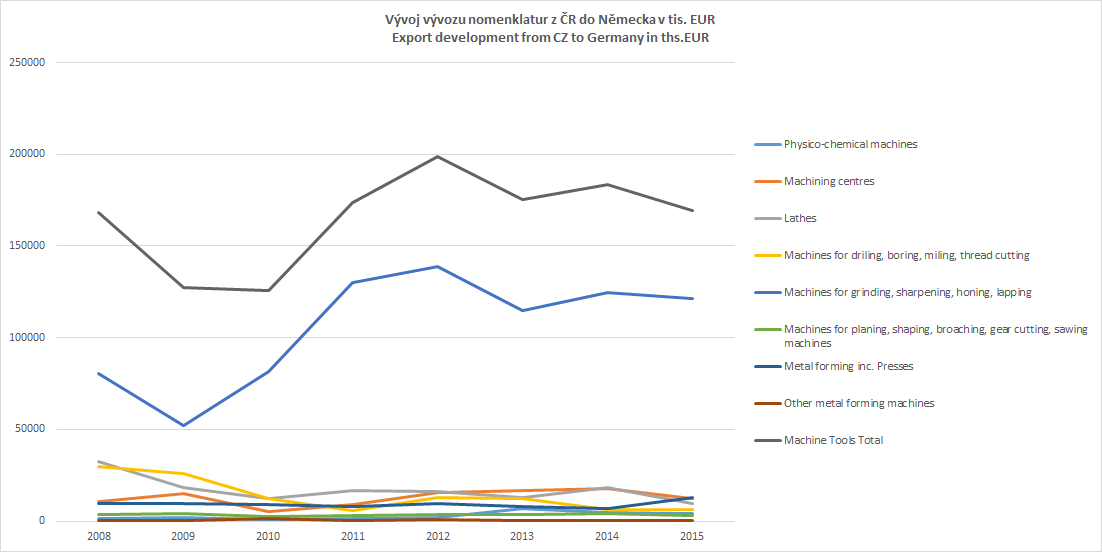 Vývoj vývozu nomenklatur z ČR do Německa v tis. EUR
Export development from CZ to Germany in ths.EUR
250000
200000
150000
100000
50000
0
2008 2009 2010 2011 2012 2013 2014 2015
Physico-chemical machines
Machining centres
Lathes
Machines for drilling, boring, miling, thread cutting
Machines for grinding, sharpening, honing, lapping
Machines for planing, shaping, broaching, gear cutting, sawing
machines
Metal forming inc. Presses
Other metal forming machines
Machine Tools Total